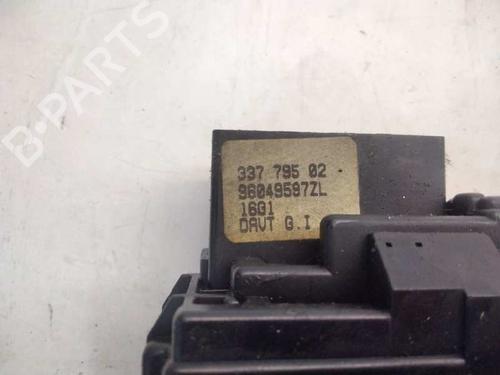 B-Parts
337 795 02
96049597ZL
16G1
DAVT G.I